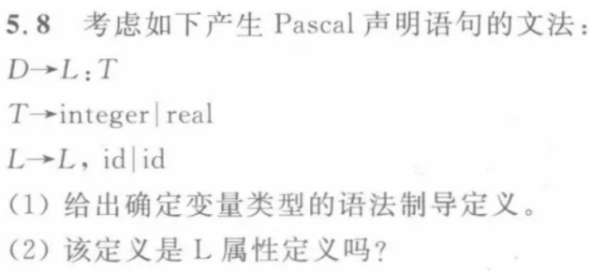 5.8 考虑如下产生 Pascal 声明语句的文法：
D→L:T
T→integer|real
L→L, id|id
(1) 给出确定变量类型的语法制导定义。
(2) 该定义是 L 属性定义吗？